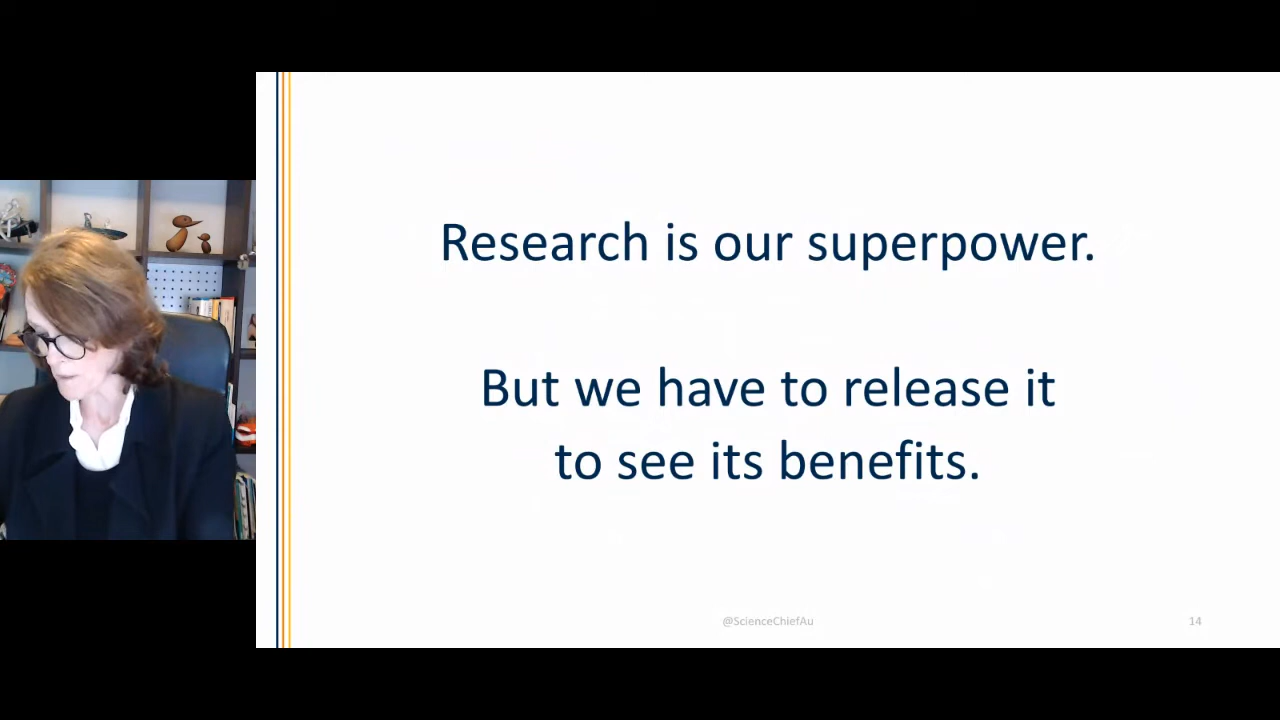 Research is our superpower.
But we have to release it
to see its benefits.
@ScienceChiefAu
14